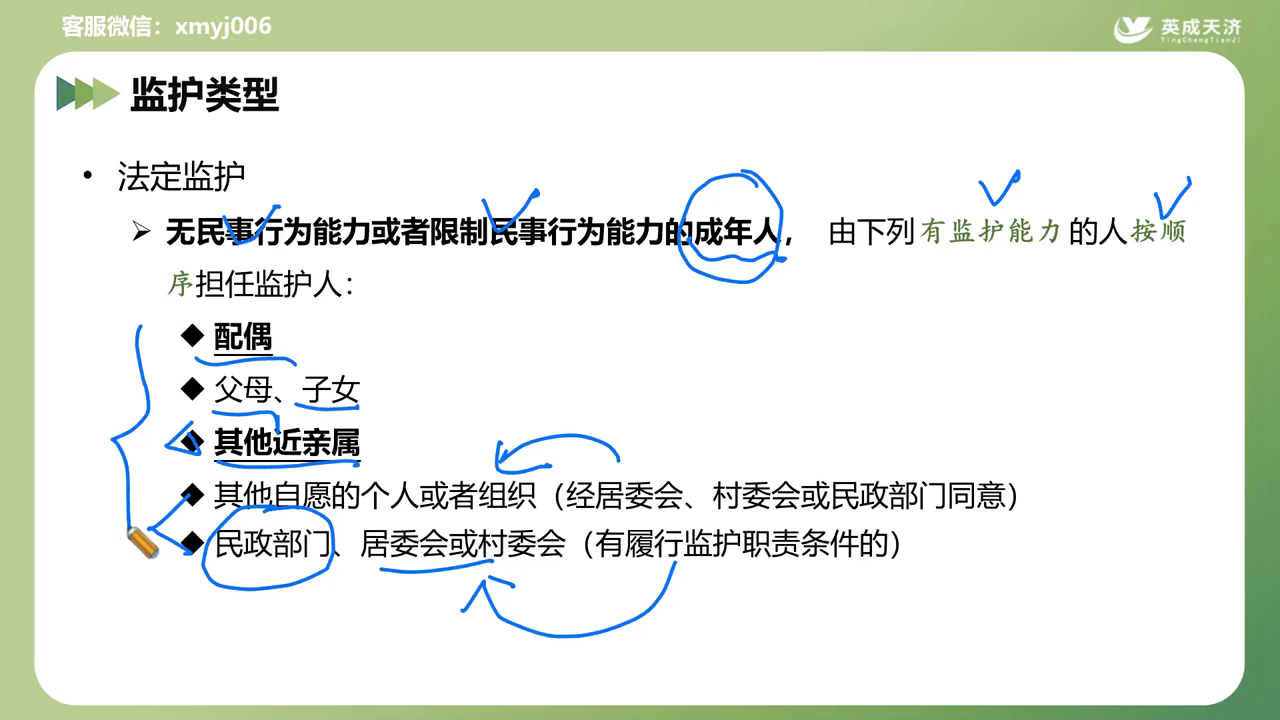 客服微信：xmyj006
英成天济
YingChengTianJi
监护类型
• 法定监护
无民事行为能力或者限制民事行为能力的成年人， 由下列有监护能力的人按顺
序担任监护人：
◆ 配偶
◆ 父母、子女
◆ 其他近亲属
◆ 其他自愿的个人或者组织（经居委会、村委会或民政部门同意）
◆ 民政部门、居委会或村委会（有履行监护职责条件的）